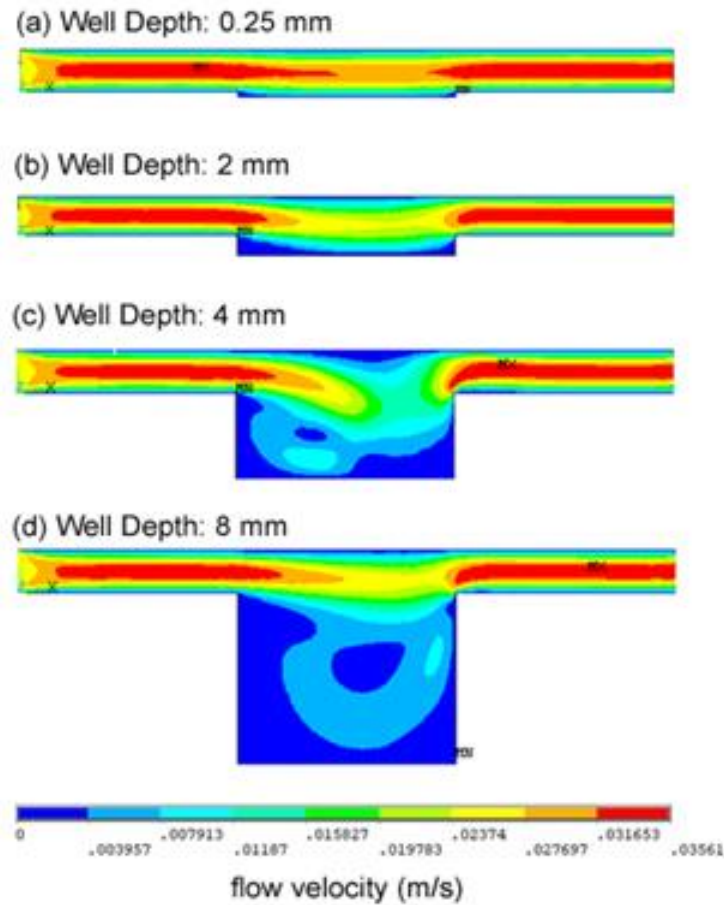 (a) Well Depth: 0.25 mm
(b) Well Depth: 2 mm
(c) Well Depth: 4 mm
(d) Well Depth: 8 mm
0 .007913 .015827 .02374 .031653
.003957 .01187 .019783 .027697 .03561
flow velocity (m/s)